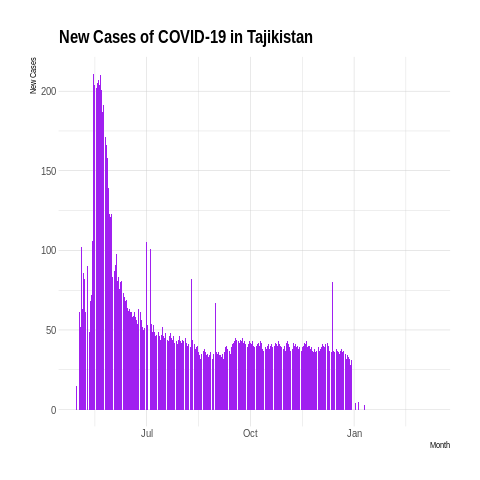 New Cases of COVID-19 in Tajikistan
New Cases
200
150
100
50
0
Jul
Oct
Jan
Month